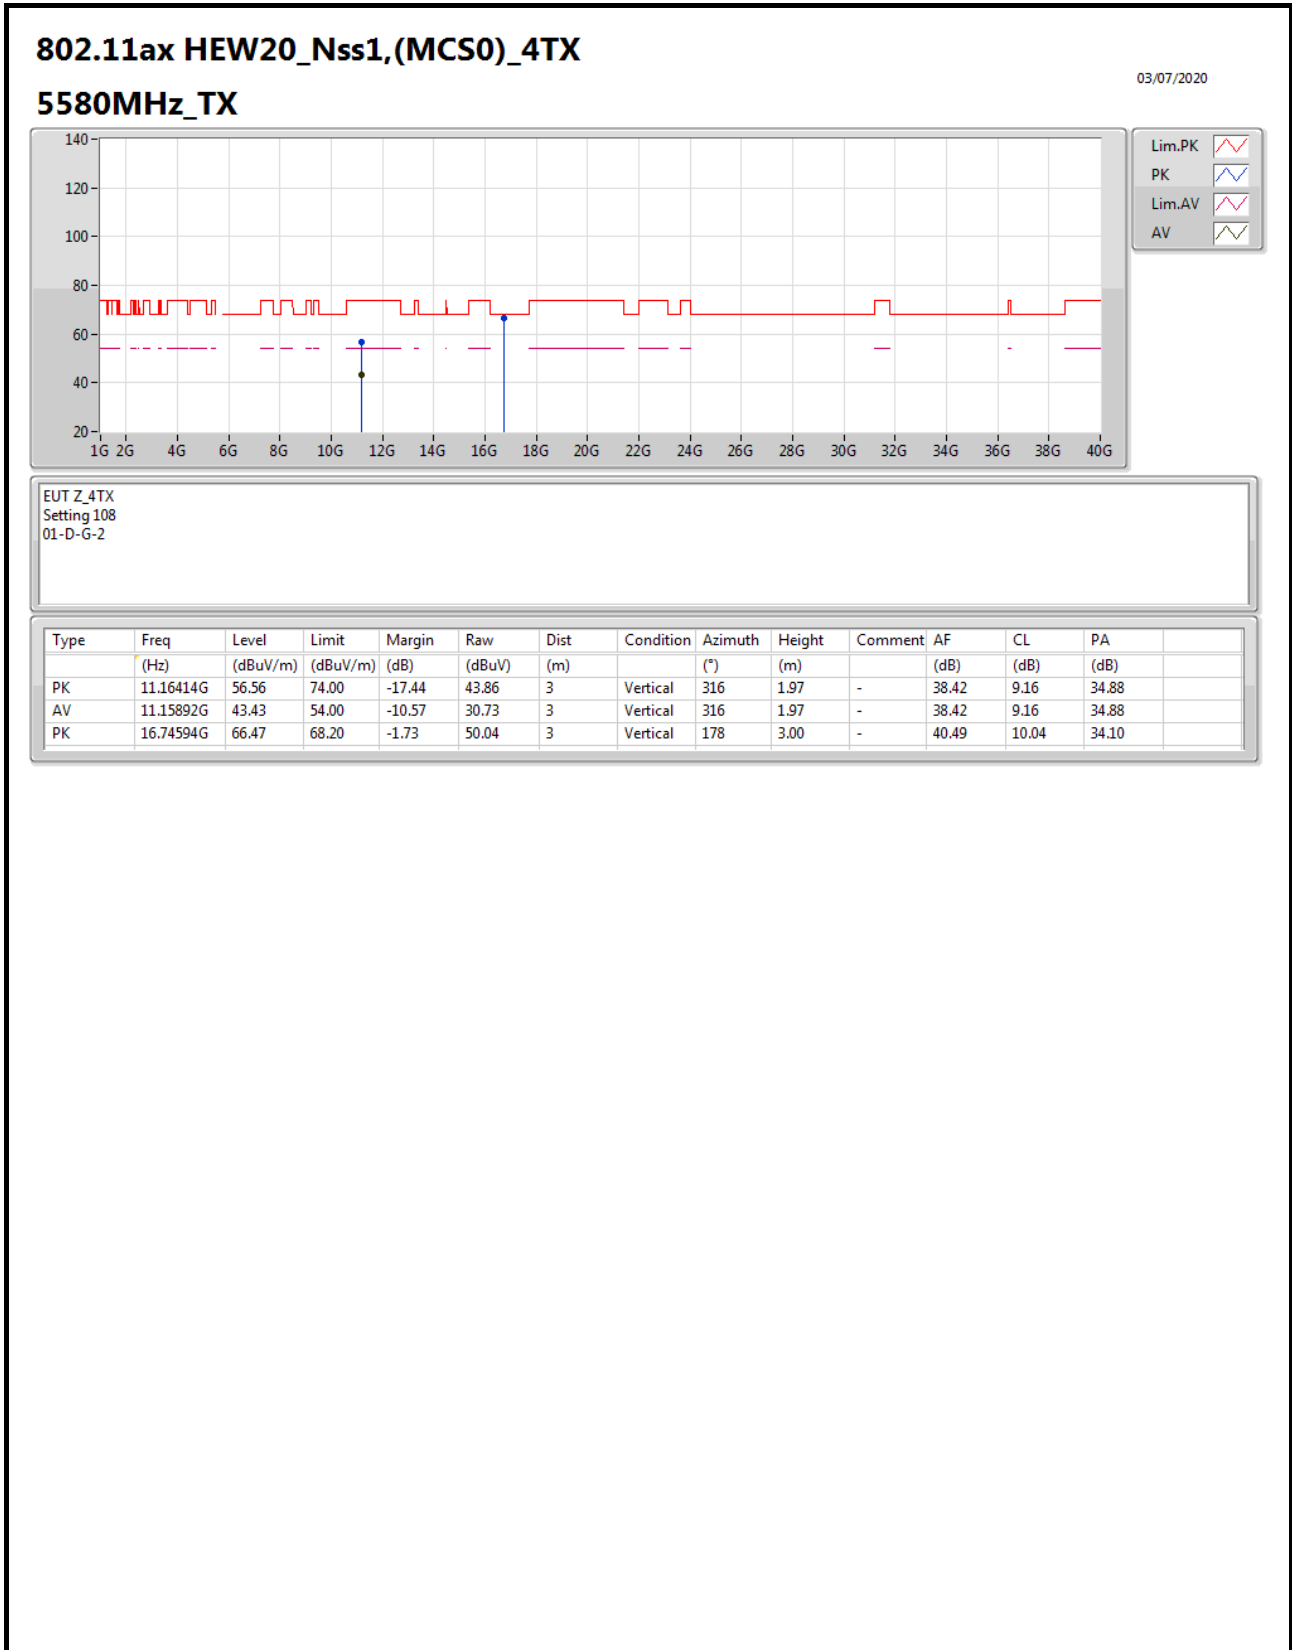 802.11ax HEW20_Nss1,(MCS0)_4TX
03/07/2020
5580MHz_TX
140
120
100
80
60
40
20
1G 2G 4G 6G 8G 10G 12G 14G 16G 18G 20G 22G 24G 26G 28G 30G 32G 34G 36G 38G 40G
Lim.PK
PK
Lim.AV
AV
EUT Z_4TX
Setting 108
01-D-G-2
Type Freq Level Limit Margin Raw Dist Condition Azimuth Height Comment AF CL PA
(Hz) (dBuV/m) (dBuV/m) (dB) (dBuV) (m) (°) (m) (dB) (dB) (dB)
PK 11.16414G 56.56 74.00 -17.44 43.86 3 Vertical 316 1.97 - 38.42 9.16 34.88
AV 11.15892G 43.43 54.00 -10.57 30.73 3 Vertical 316 1.97 - 38.42 9.16 34.88
PK 16.74594G 66.47 68.20 -1.73 50.04 3 Vertical 178 3.00 - 40.49 10.04 34.10